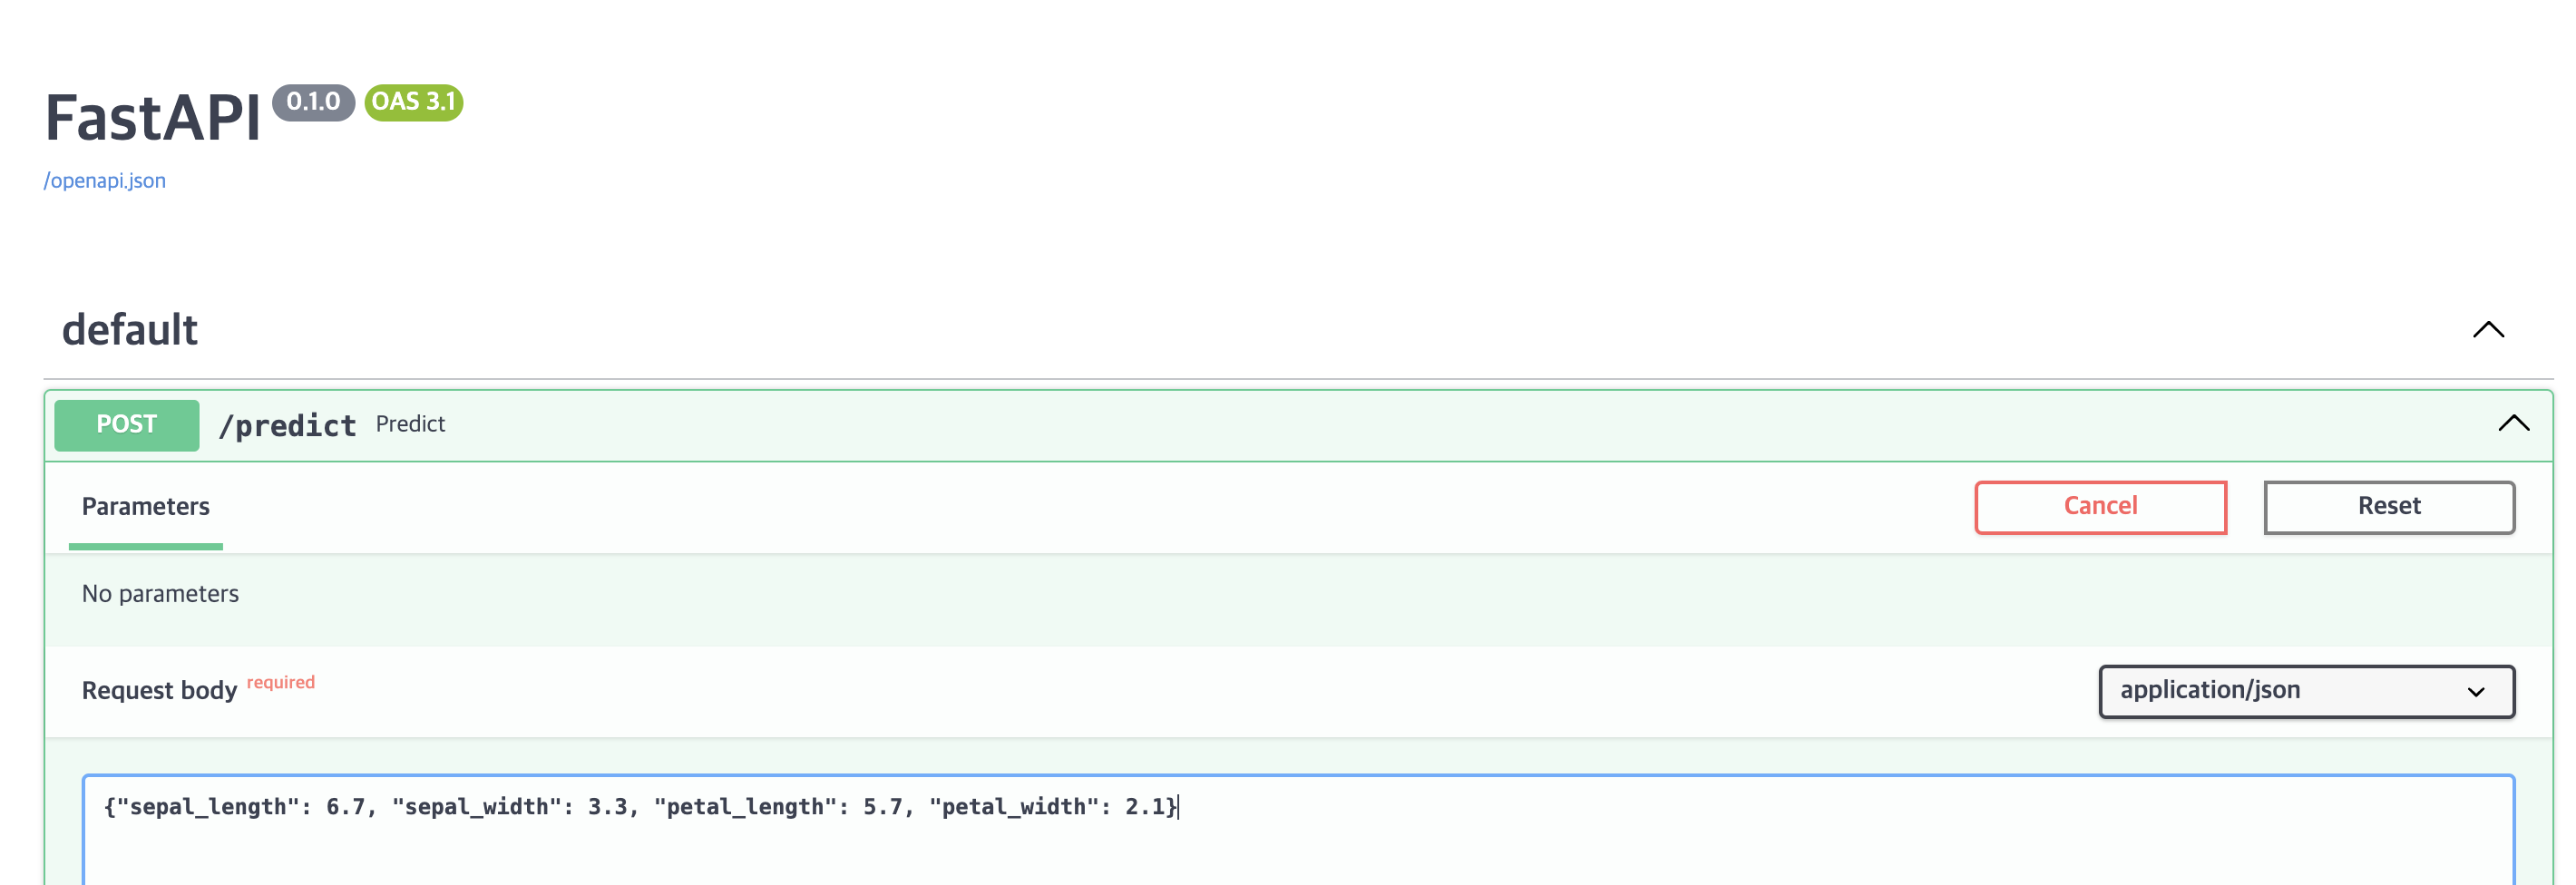 FastAPI 0.1.0 OAS 3.1
/openapi.json
default
POST /predict Predict
Parameters Cancel Reset
No parameters
Request body required application/json
{"sepal_length": 6.7, "sepal_width": 3.3, "petal_length": 5.7, "petal_width": 2.1}